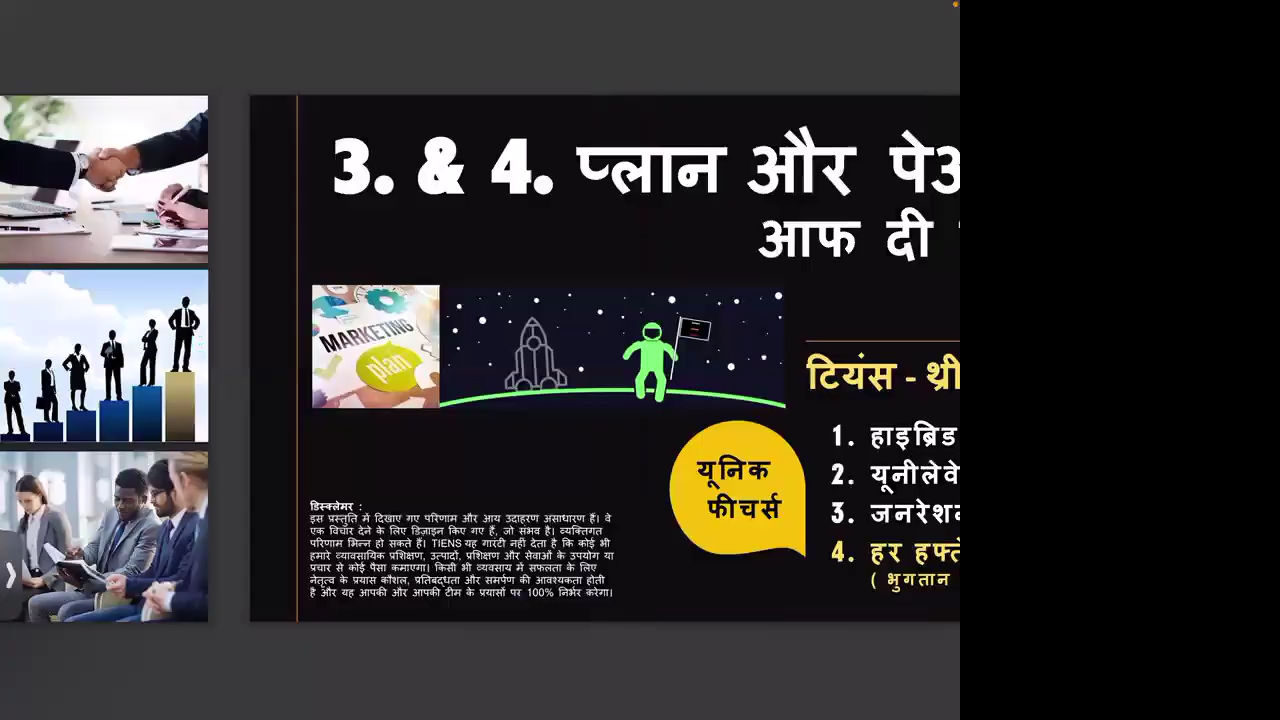 3. & 4. प्लान और
आफ दी
MARKETING
plan
टियंस - थ्री
यूनिक
फीचर्स
1. हाइब्रिड
2.
3.
4. हर
( भुगतान
डिस्क्लेमर :
इस प्रस्तुति में दिखाए गए परिणाम और आय उदाहरण असाधारण हैं। वे
एक विचार देने के लिए डिज़ाइन किए गए हैं, जो संभव है। व्यक्तिगत
परिणाम भिन्न हो सकते हैं। TIENS यह गारंटी नहीं देता है कि कोई भी
हमारे व्यावसायिक प्रशिक्षण, उत्पादों, प्रशिक्षण और सेवाओं के उपयोग या
प्रचार से कोई पैसा कमाएगा। किसी भी व्यवसाय में सफलता के लिए
नेतृत्व के प्रयास कौशल, प्रतिबद्धता और समर्पण की आवश्यकता होती
है और यह आपकी और आपकी टीम के प्रयासों पर 100% निर्भर करेगा।